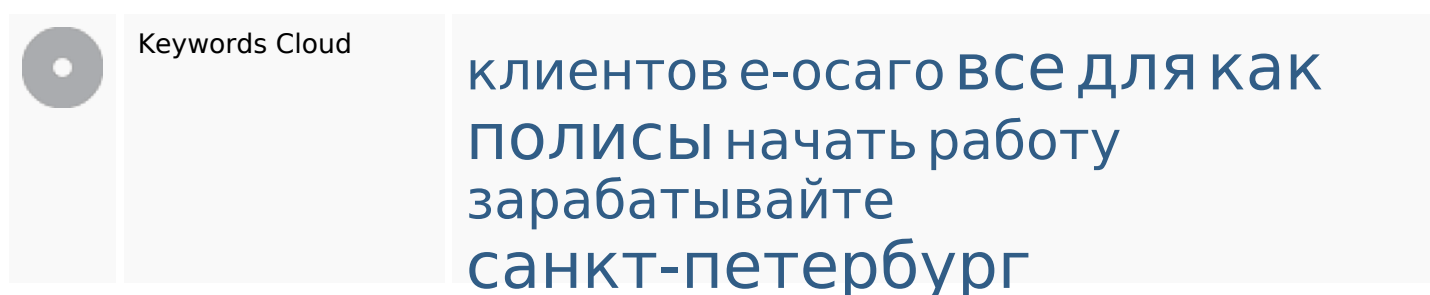 Keywords Cloud
клиентов е-осаго все для как
полисы начать работу
зарабатывайте
санкт-петербург